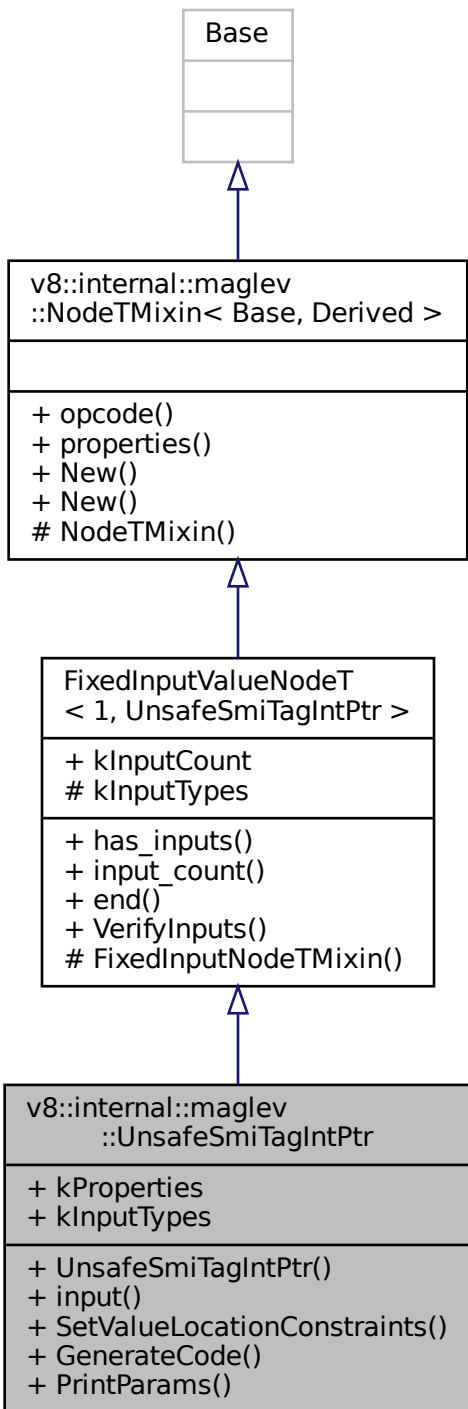 Base
v8::internal::maglev
::NodeTMixin< Base, Derived >
+ opcode()
+ properties()
+ New()
+ New()
# NodeTMixin()
FixedInputValueNodeT
< 1, UnsafeSmiTagIntPtr >
+ kInputCount
# kInputTypes
+ has_inputs()
+ input_count()
+ end()
+ VerifyInputs()
# FixedInputNodeTMixin()
v8::internal::maglev
::UnsafeSmiTagIntPtr
+ kProperties
+ kInputTypes
+ UnsafeSmiTagIntPtr()
+ input()
+ SetValueLocationConstraints()
+ GenerateCode()
+ PrintParams()